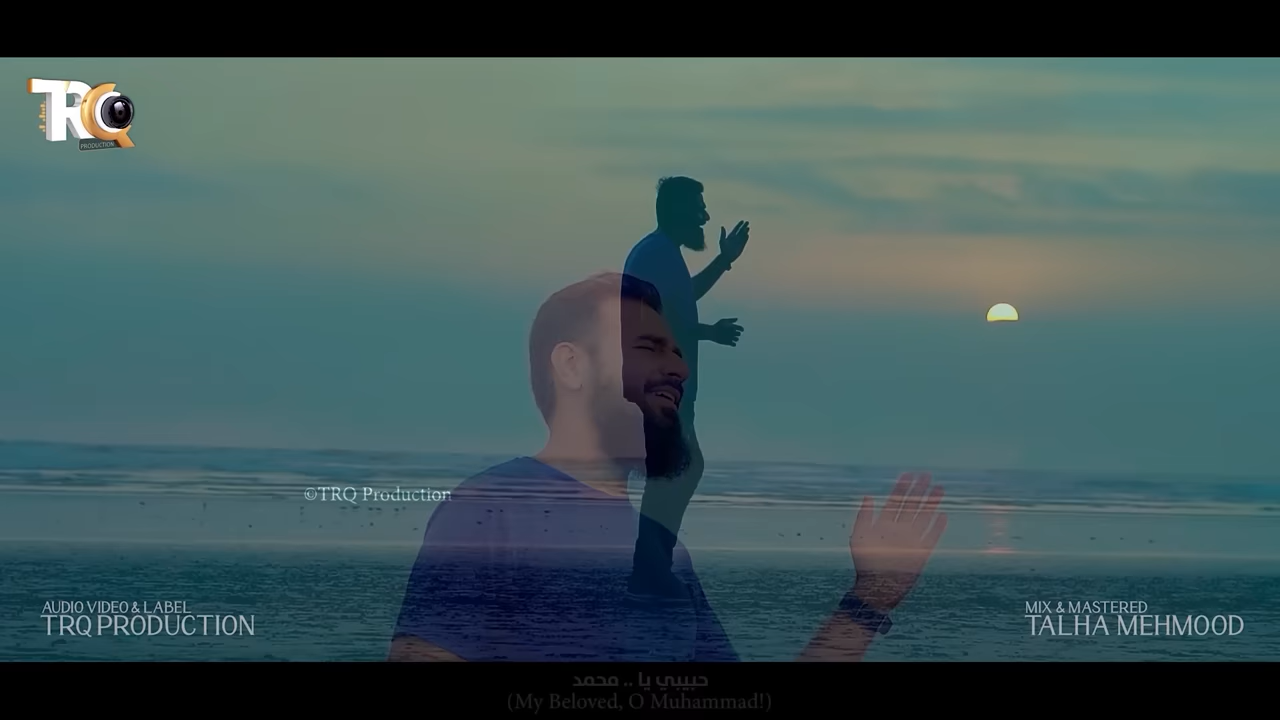 TRQ
PRODUCTION
©TRQ Production
AUDIO VIDEO & LABEL
TRQ PRODUCTION
MIX & MASTERED
TALHA MEHMOOD
حبيبي يا .. محمد
(My Beloved, O Muhammad!)